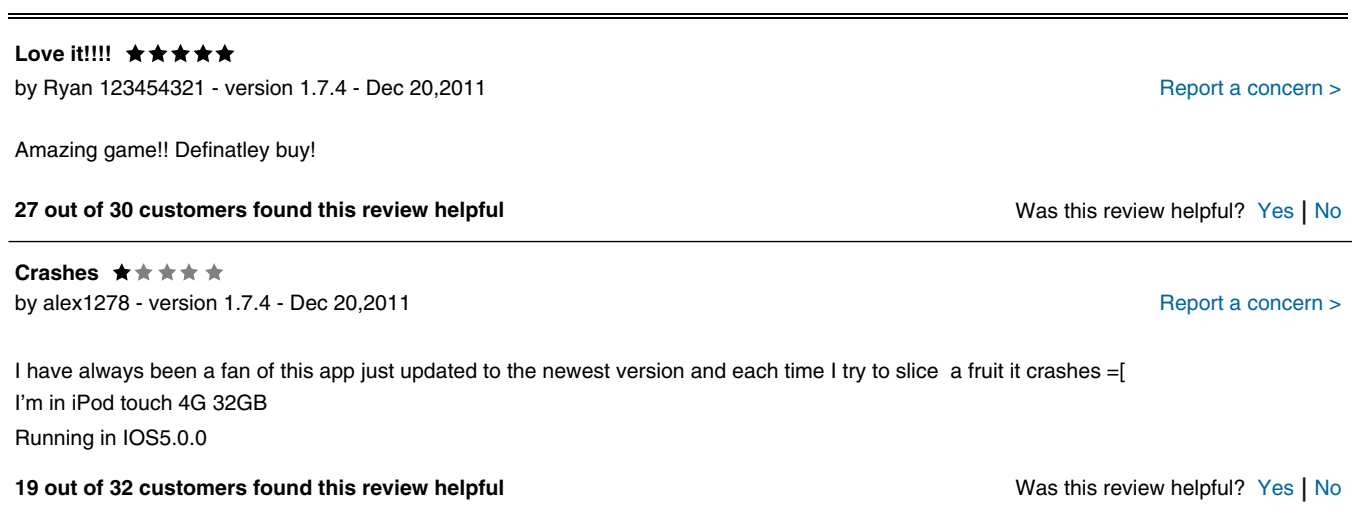 Love it!!!! ★★★★★
by Ryan 123454321 - version 1.7.4 - Dec 20,2011 Report a concern >
Amazing game!! Definatley buy!
27 out of 30 customers found this review helpful Was this review helpful? Yes | No
Crashes ★★★★★
by alex1278 - version 1.7.4 - Dec 20,2011 Report a concern >
I have always been a fan of this app just updated to the newest version and each time I try to slice a fruit it crashes =[
I'm in iPod touch 4G 32GB
Running in IOS5.0.0
19 out of 32 customers found this review helpful Was this review helpful? Yes | No